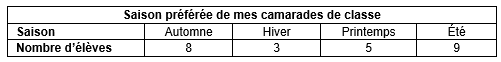 Saison préférée de mes camarades de classe
Saison Automne Hiver Printemps Été
Nombre d'élèves 8 3 5 9